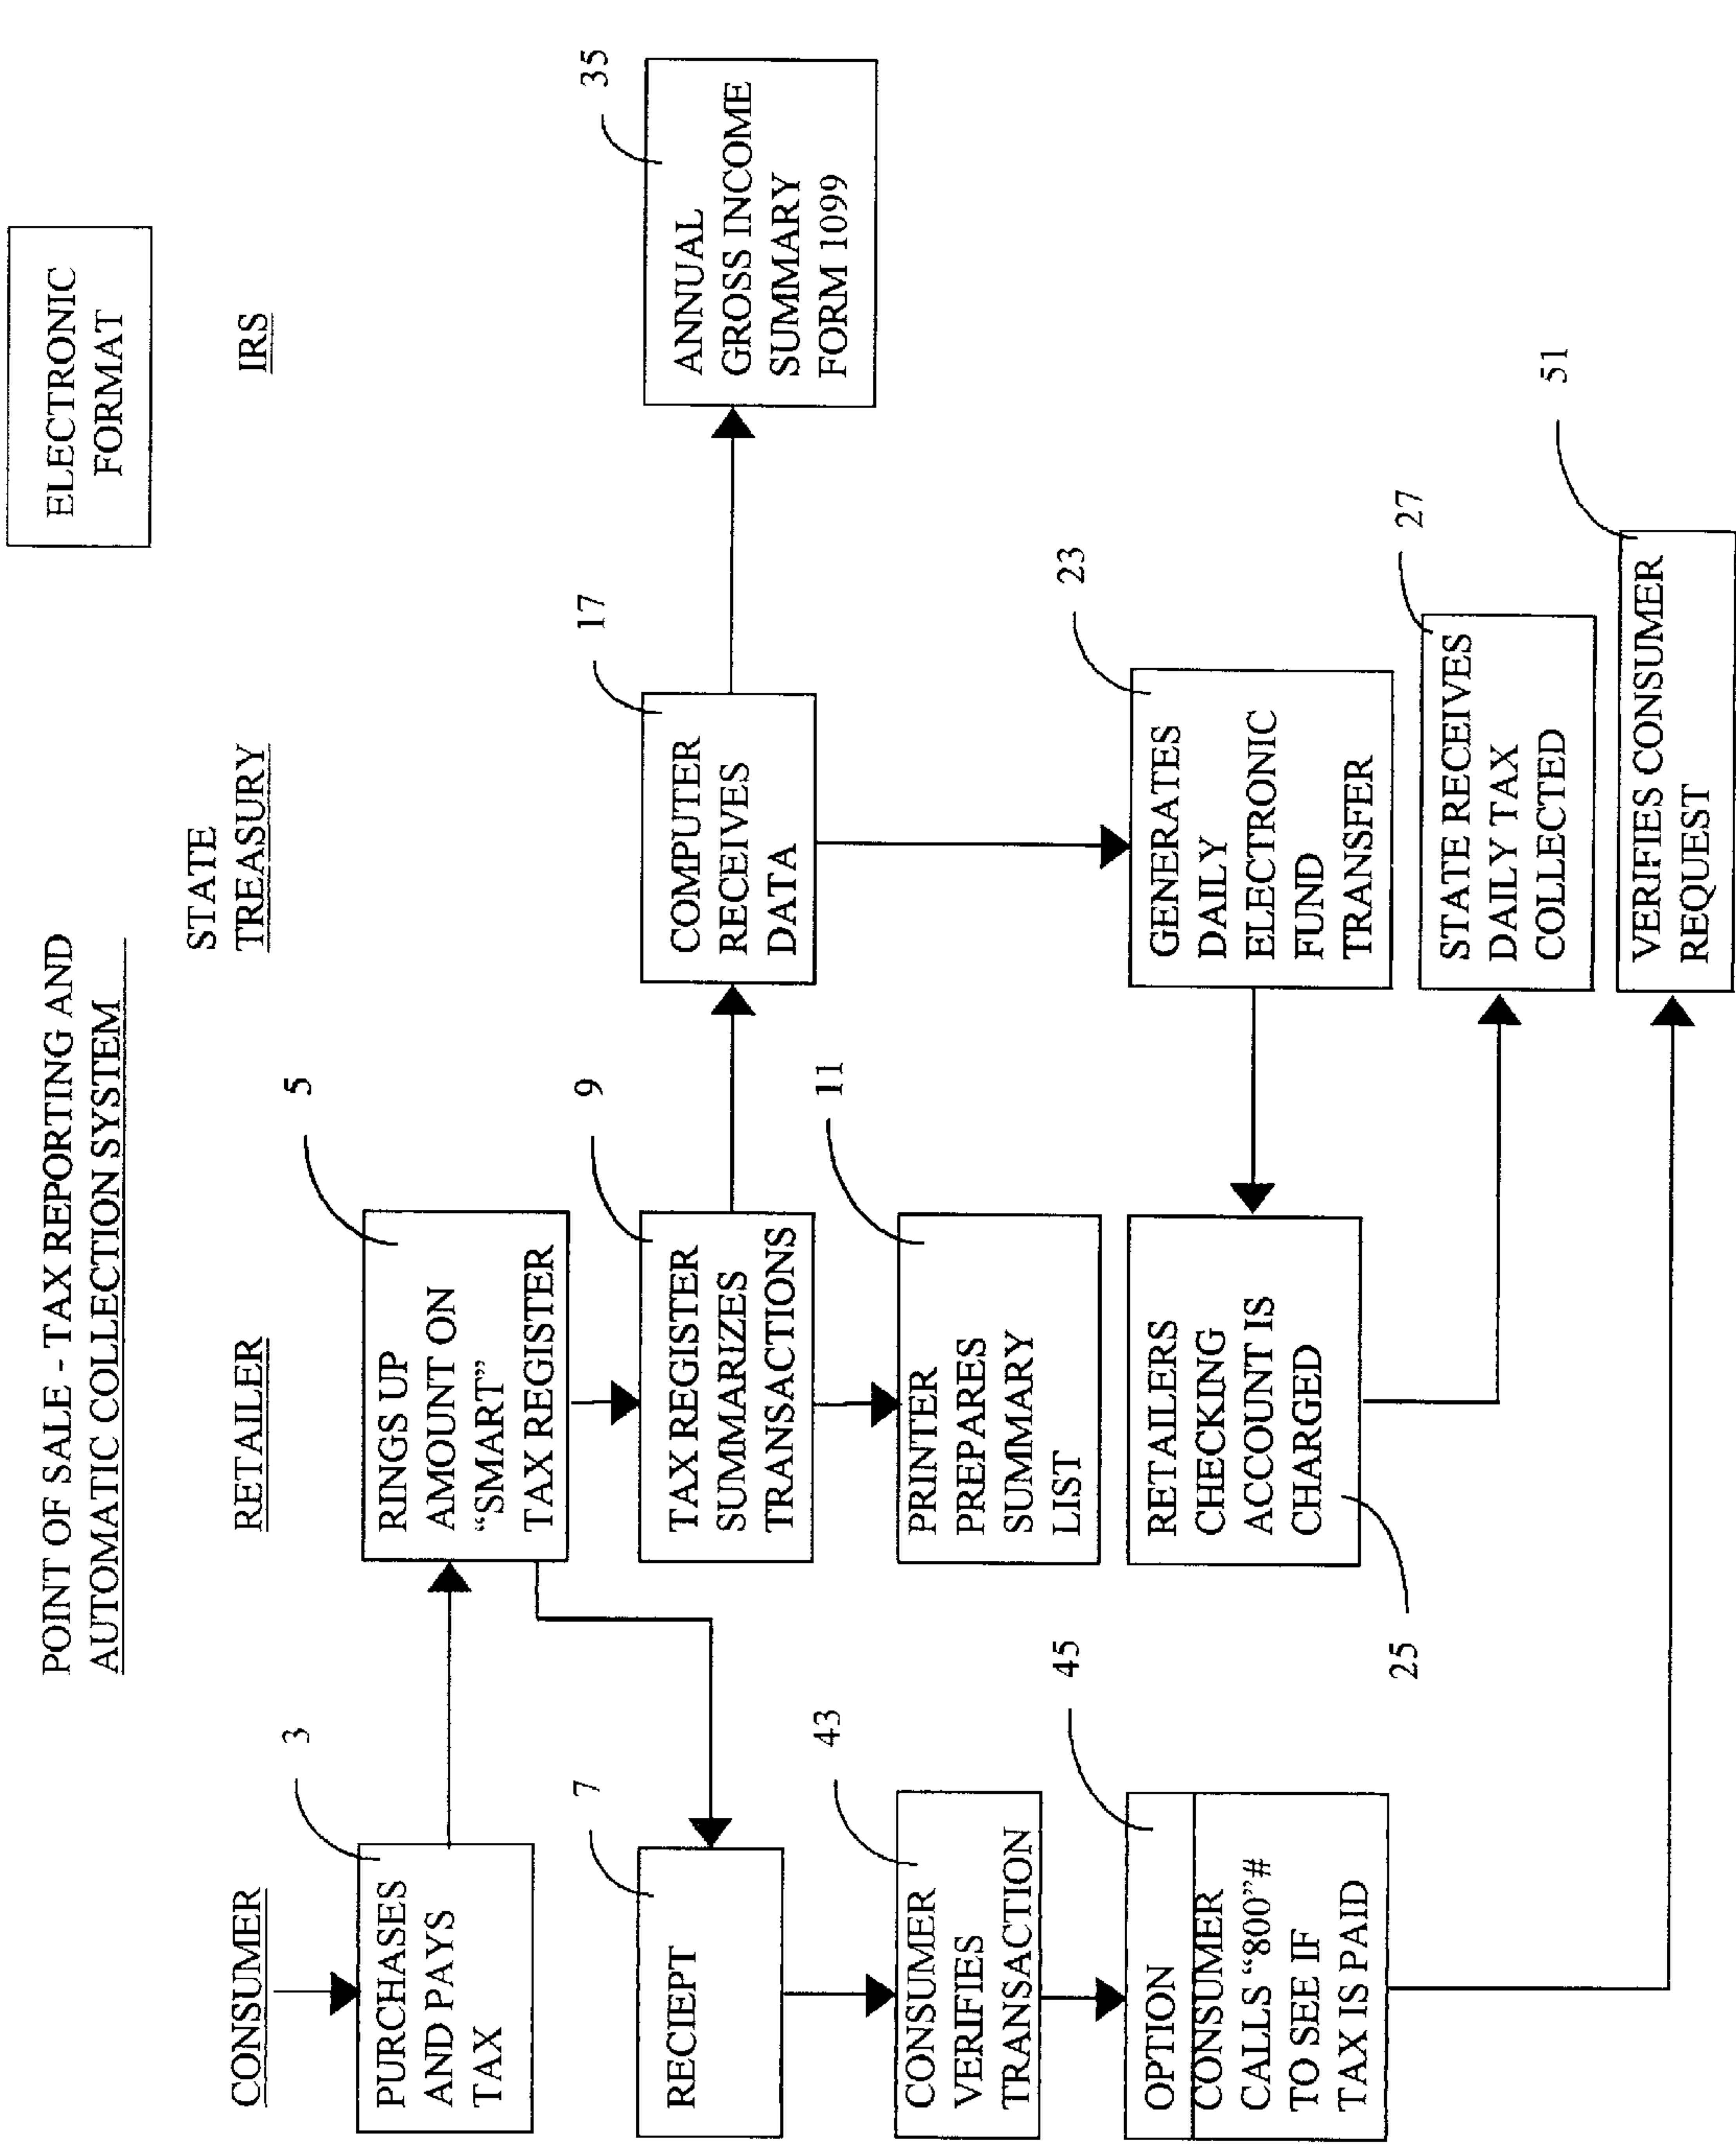 POINT OF SALE - TAX REPORTING AND
AUTOMATIC COLLECTION SYSTEM
ELECTRONIC
FORMAT
CONSUMER
RETAILER
STATE
TREASURY
IRS
3
PURCHASES
AND PAYS
TAX
5
RINGS UP
AMOUNT ON
“SMART”
TAX REGISTER
7
RECIEPT
9
TAX REGISTER
SUMMARIZES
TRANSACTIONS
17
COMPUTER
RECEIVES
DATA
35
ANNUAL
GROSS INCOME
SUMMARY
FORM 1099
43
CONSUMER
VERIFIES
TRANSACTION
11
PRINTER
PREPARES
SUMMARY
LIST
45
OPTION
CONSUMER
CALLS “800”#
TO SEE IF
TAX IS PAID
RETAILERS
CHECKING
ACCOUNT IS
CHARGED
25
23
GENERATES
DAILY
ELECTRONIC
FUND
TRANSFER
27
STATE RECEIVES
DAILY TAX
COLLECTED
51
VERIFIES CONSUMER
REQUEST